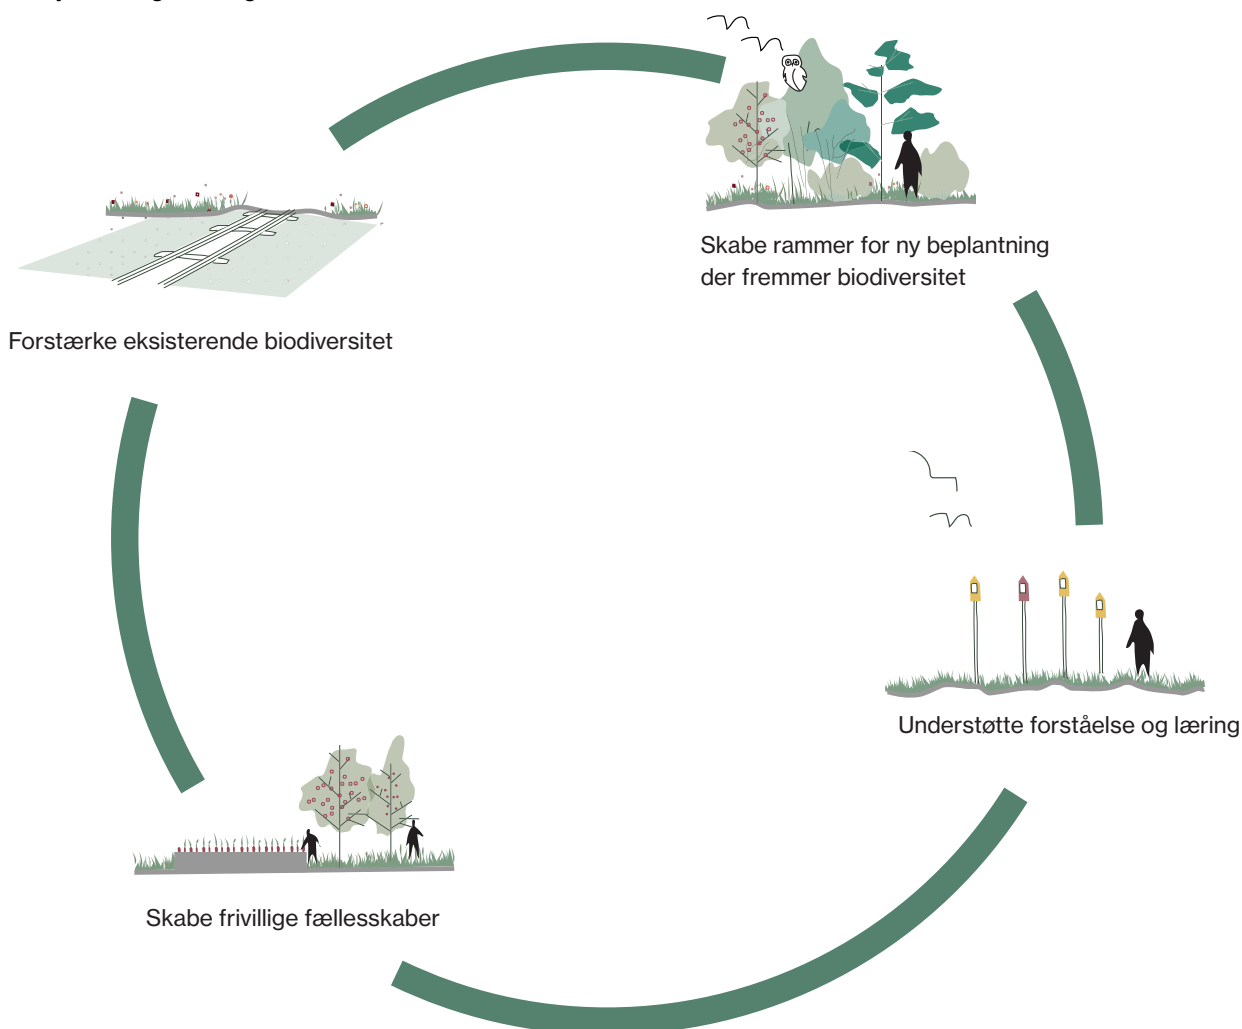 Skabe rammer for ny beplantning
der fremmer biodiversitet
Forstærke eksisterende biodiversitet
Understøtte forståelse og læring
Skabe frivillige fællesskaber